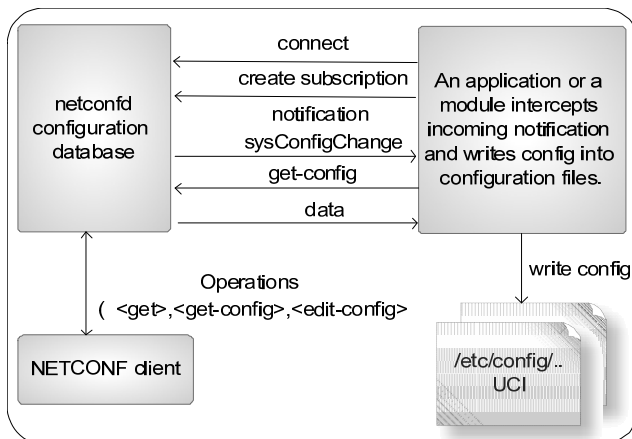 netconfd
configuration
database
connect
create subscription
notification
sysConfigChange
get-config
data
An application or a
module intercepts
incoming notification
and writes config into
configuration files.
Operations
( <get>,<get-config>,<edit-config>
write config
NETCONF client
/etc/config/..
UCI